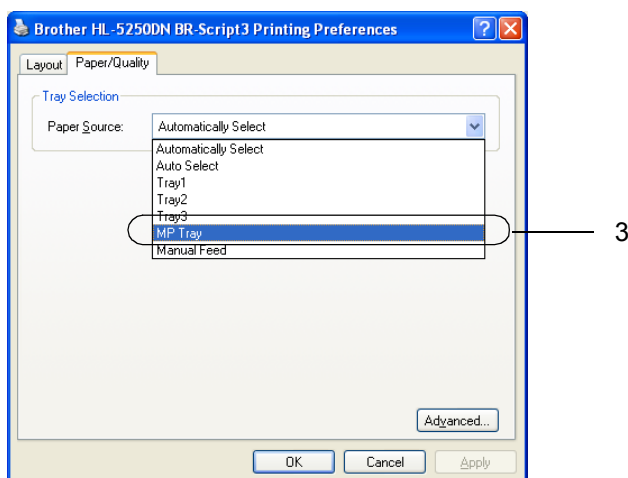 Brother HL-5250DN BR-Script3 Printing Preferences
Layout Paper/Quality
Tray Selection
Paper Source: Automatically Select
Automatically Select
Auto Select
Tray1
Tray2
Tray3
MP Tray 3
Manual Feed
Advanced...
OK Cancel Apply